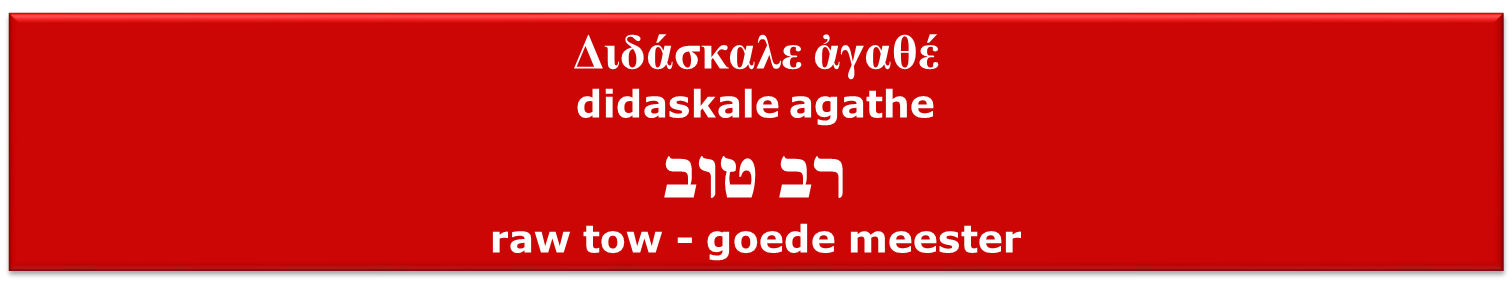 Διδάσκαλε ἀγαθέ
didaskale agathe
רב טוב
raw tow - goede meester